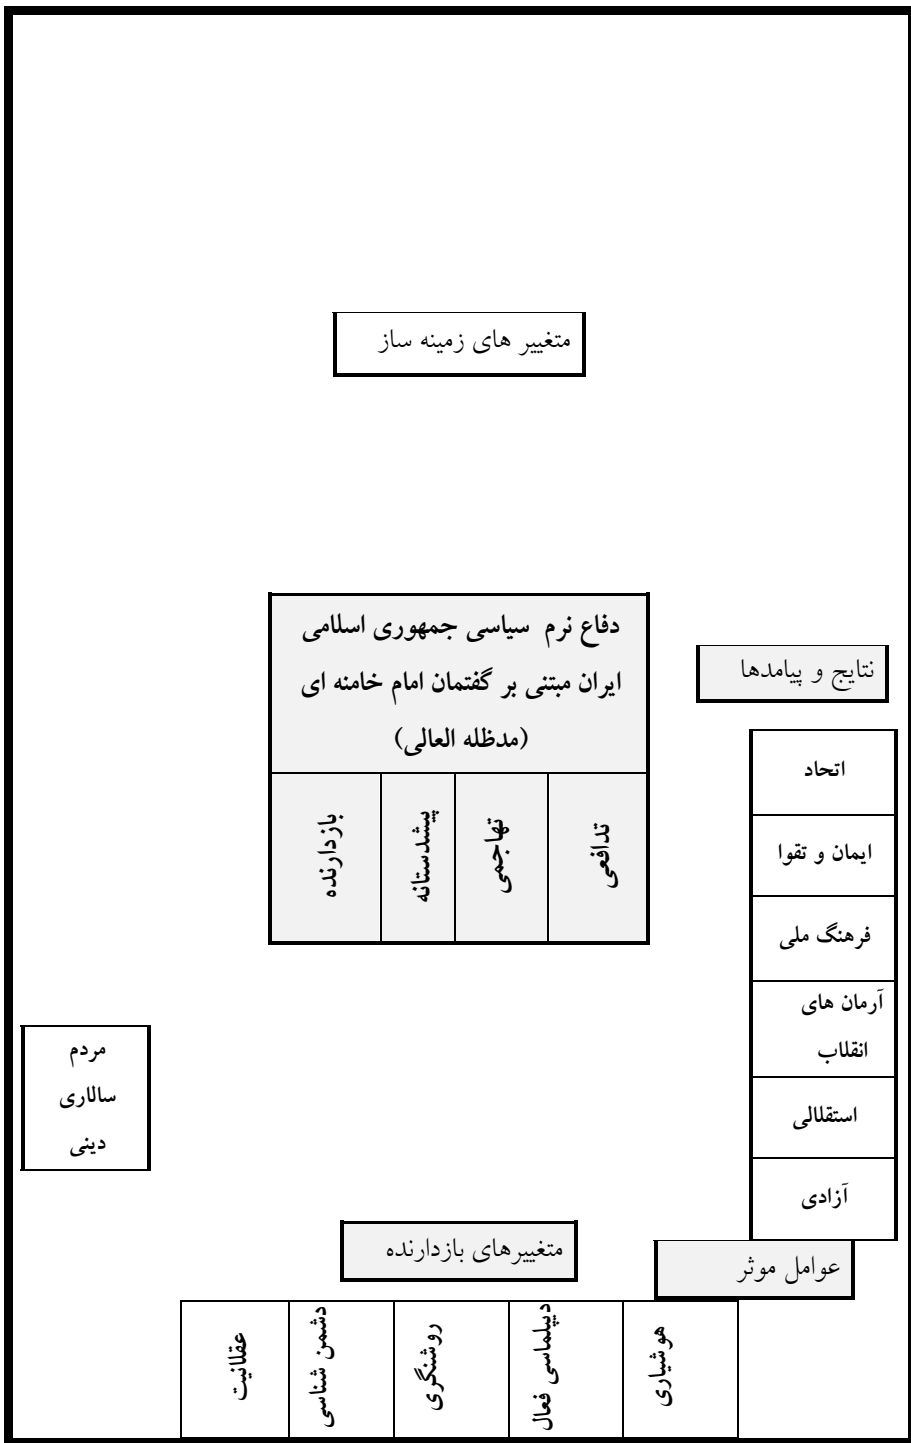 متغییر های زمینه ساز
دفاع نرم سیاسی جمهوری اسلامی
ایران مبتنی بر گفتمان امام خامنه ای
(مدظله العالی)
تدافعی
تهاجمی
پیشدستانه
بازدارنده
نتایج و پیامدها
اتحاد
ایمان و تقوا
فرهنگ ملی
آرمان های
انقلاب
استقلالی
آزادی
مردم
سالاری
دینی
عوامل موثر
متغییرهای بازدارنده
هوشیاری
دیپلماسی فعال
روشنگری
دشمن شناسی
عقلانیت